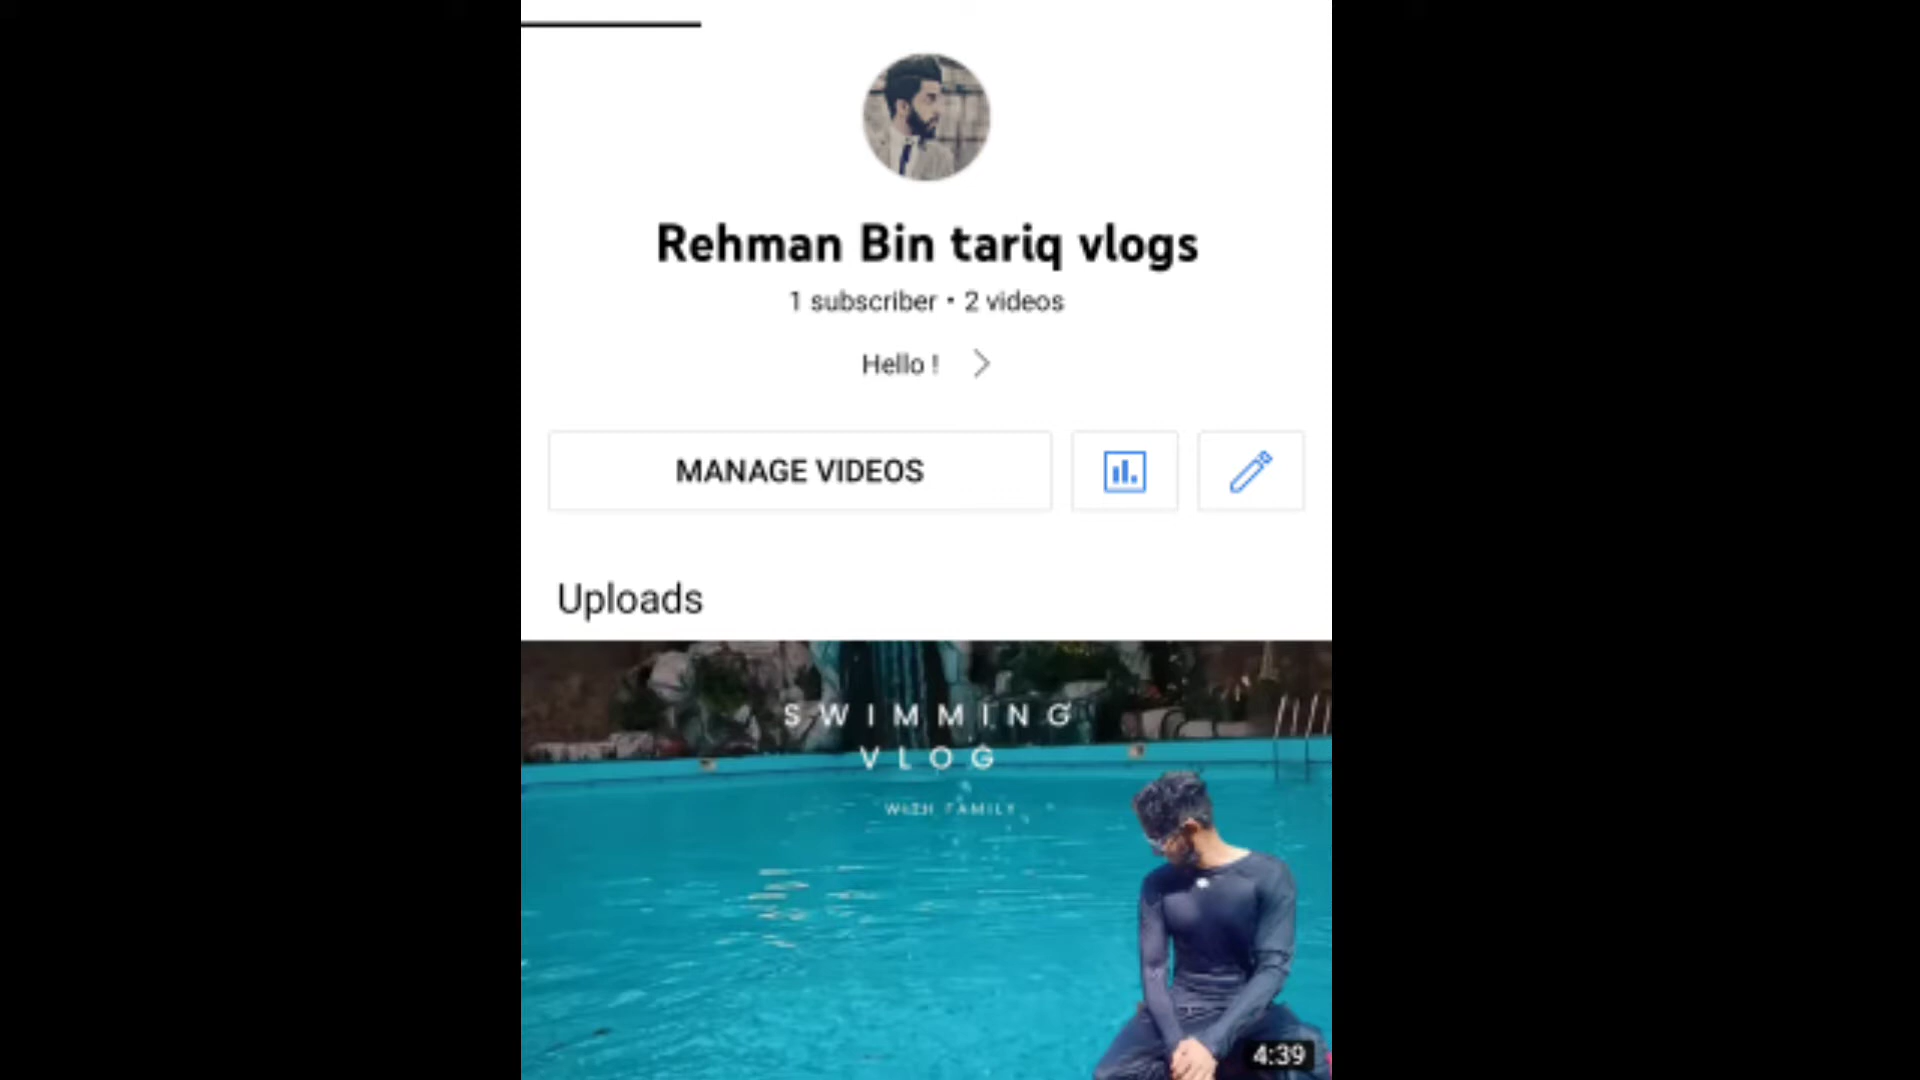 Rehman Bin tariq vlogs
1 subscriber • 2 videos
Hello !
MANAGE VIDEOS
Uploads
SWIMMING
VLOG
WITH FAMILY
4:39